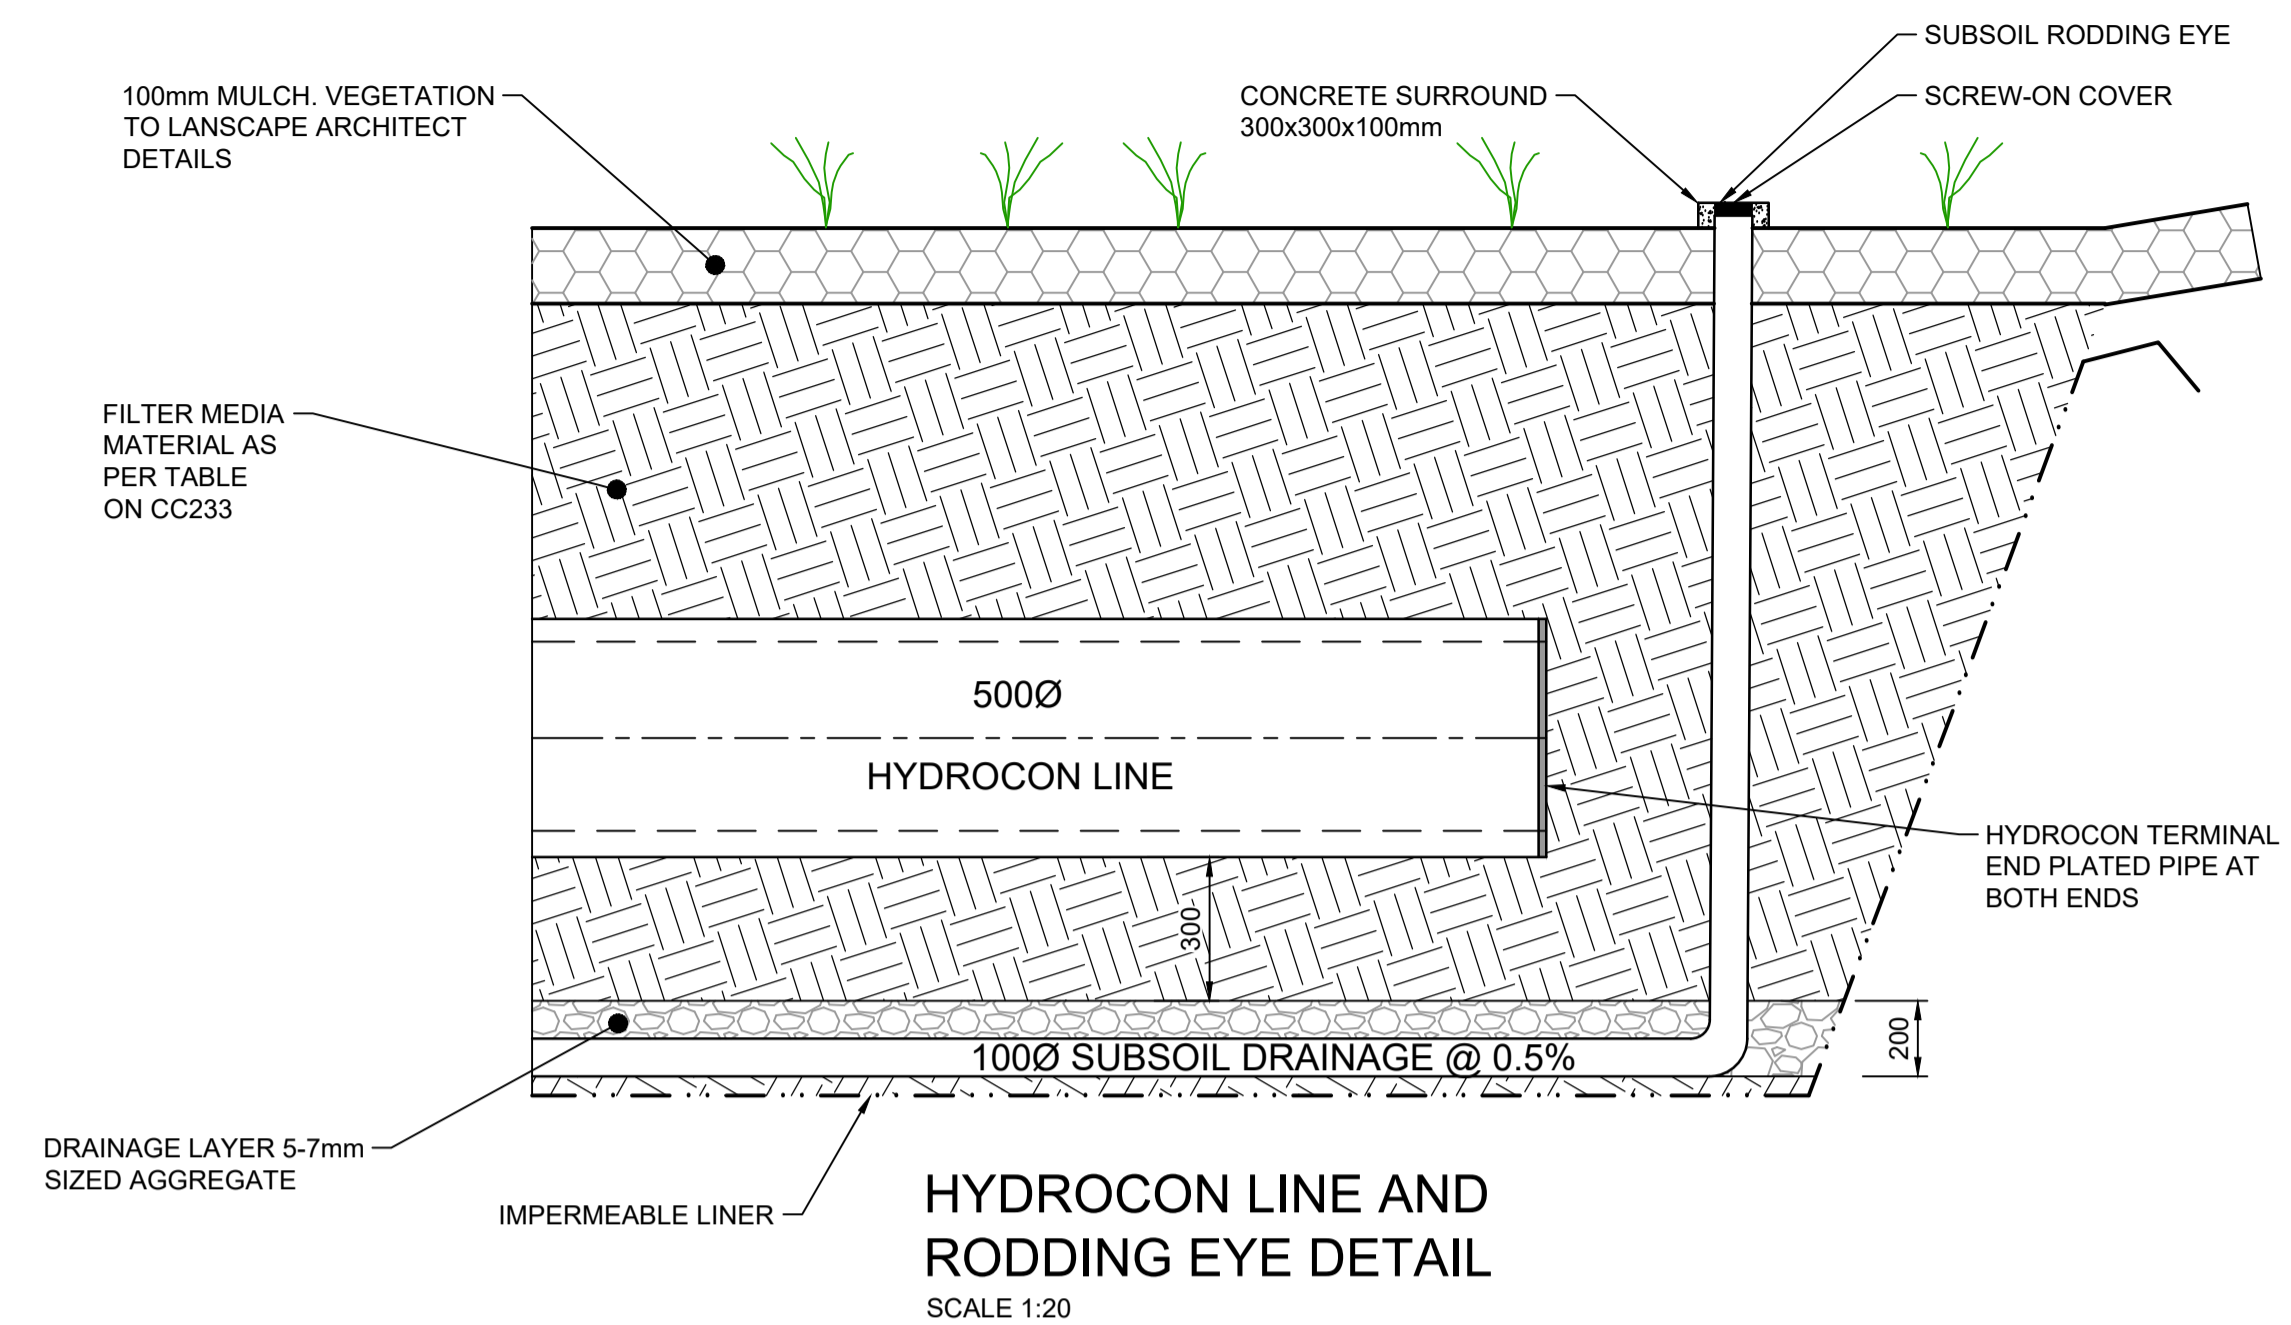 SUBSOIL RODDING EYE
SCREW-ON COVER
CONCRETE SURROUND
300x300x100mm
100mm MULCH. VEGETATION
TO LANSCAPE ARCHITECT
DETAILS
FILTER MEDIA
MATERIAL AS
PER TABLE
ON CC233
500Ø
HYDROCON LINE
HYDROCON TERMINAL
END PLATED PIPE AT
BOTH ENDS
300
200
100Ø SUBSOIL DRAINAGE @ 0.5%
DRAINAGE LAYER 5-7mm
SIZED AGGREGATE
IMPERMEABLE LINER
HYDROCON LINE AND
RODDING EYE DETAIL
SCALE 1:20